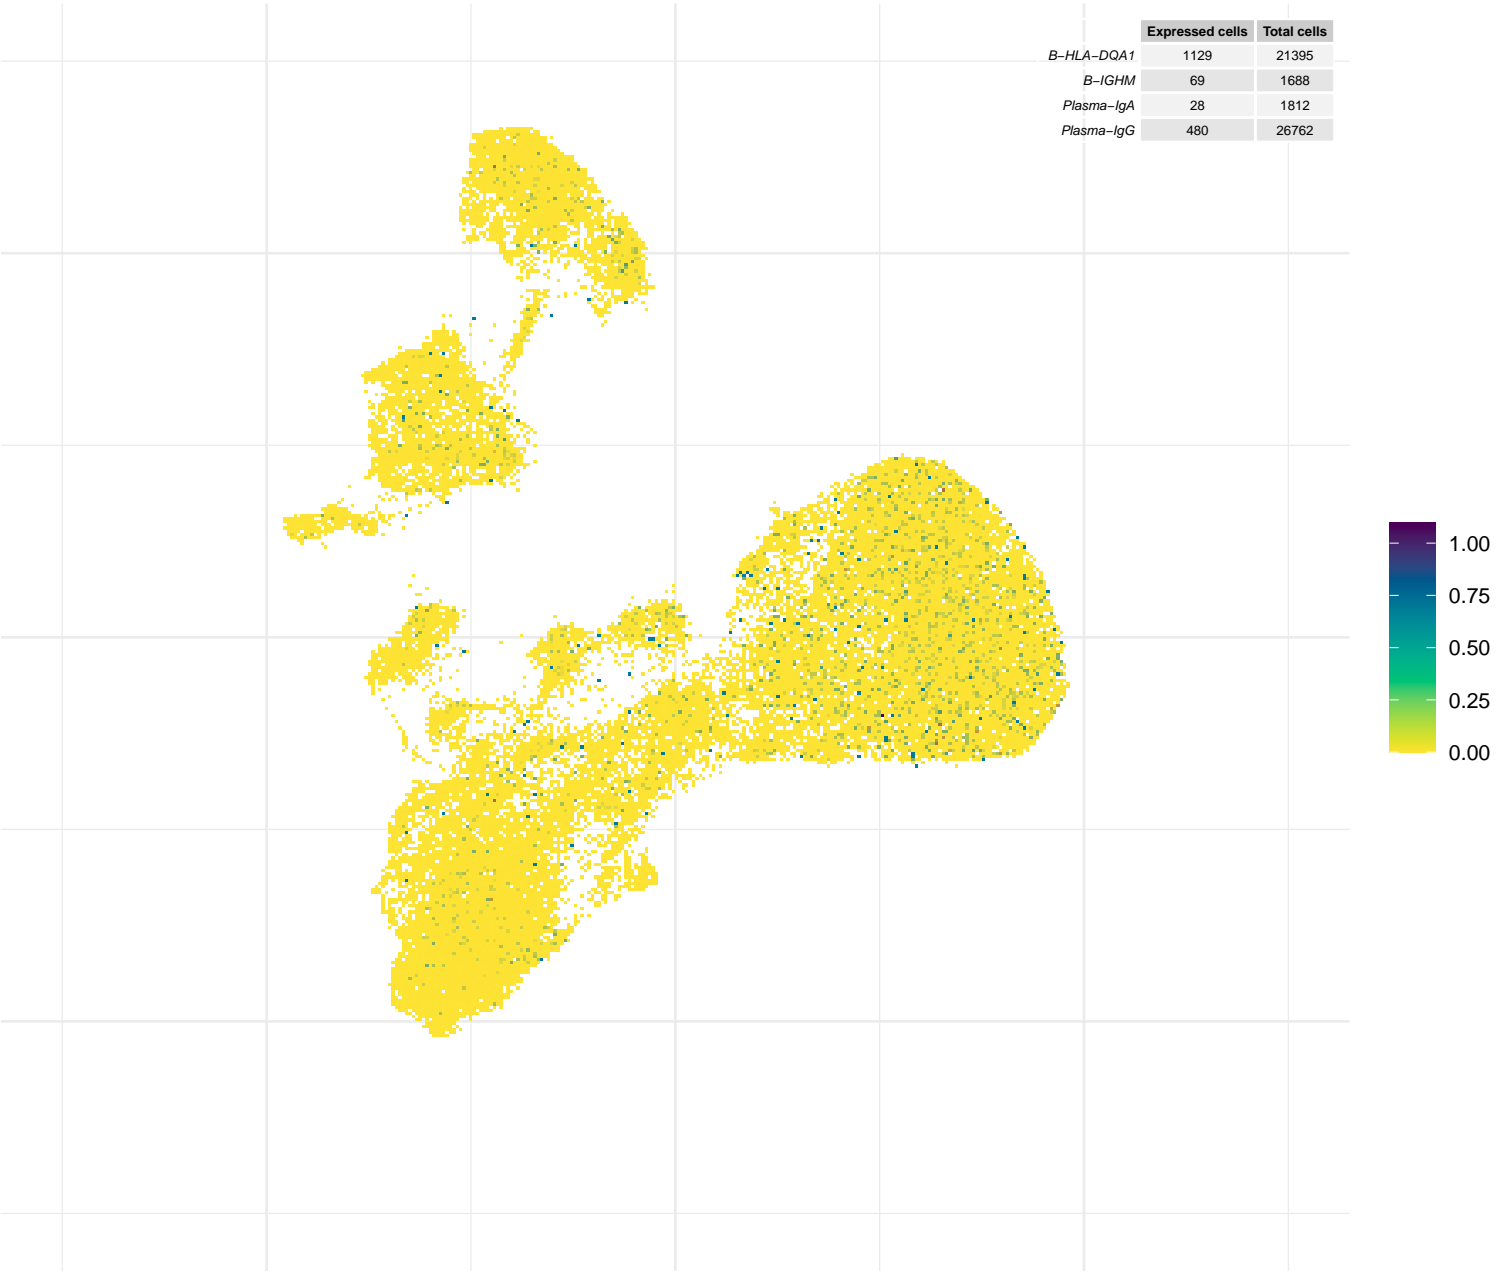 Expressed cells Total cells
B−HLA−DQA1 1129 21395
B−IGHM 69 1688
Plasma−IgA 28 1812
Plasma−IgG 480 26762
1.00
0.75
0.50
0.25
0.00